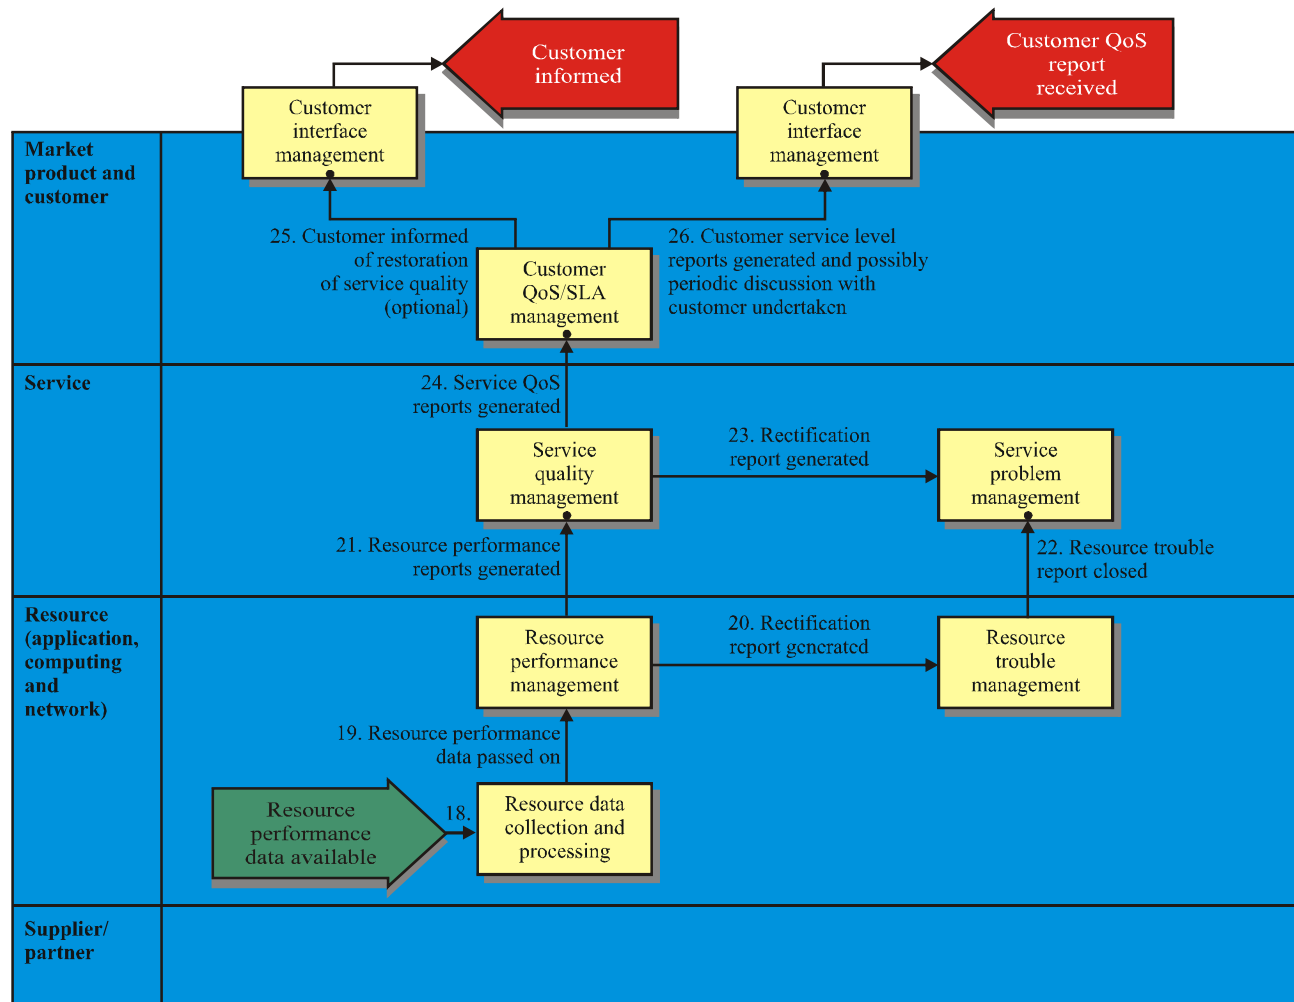 Customer
informed
Customer QoS
report
received
Customer
interface
management
Customer
interface
management
Market
product and
customer
25. Customer informed
of restoration
of service quality
(optional)
26. Customer service level
reports generated and possibly
periodic discussion with
customer undertaken
Customer
QoS/SLA
management
Service
24. Service QoS
reports generated
Service
quality
management
23. Rectification
report generated
Service
problem
management
21. Resource performance
reports generated
22. Resource trouble
report closed
Resource
(application,
computing
and
network)
Resource
performance
management
20. Rectification
report generated
Resource
trouble
management
19. Resource performance
data passed on
Resource
performance
data available
18.
Resource data
collection and
processing
Supplier/
partner